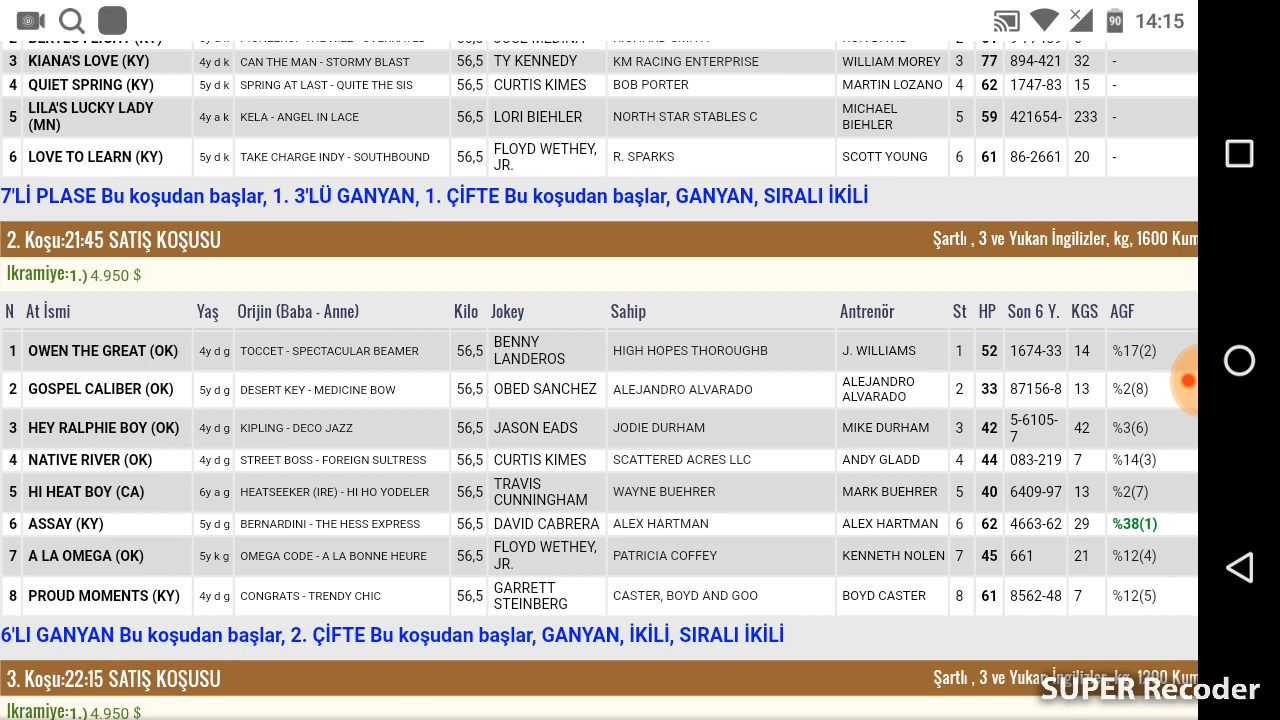 90 14:15
3 KIANA'S LOVE (KY) 4y d k CAN THE MAN - STORMY BLAST 56,5 TY KENNEDY KM RACING ENTERPRISE WILLIAM MOREY 3 77 894-421 32 -
4 QUIET SPRING (KY) 5y d k SPRING AT LAST - QUITE THE SIS 56,5 CURTIS KIMES BOB PORTER MARTIN LOZANO 4 62 1747-83 15 -
5 LILA'S LUCKY LADY (MN) 4y a k KELA - ANGEL IN LACE 56,5 LORI BIEHLER NORTH STAR STABLES C MICHAEL BIEHLER 5 59 421654- 233 -
6 LOVE TO LEARN (KY) 5y d k TAKE CHARGE INDY - SOUTHBOUND 56,5 FLOYD WETHEY, JR. R. SPARKS SCOTT YOUNG 6 61 86-2661 20 -
7'Lİ PLASE Bu koşudan başlar, 1. 3'LÜ GANYAN, 1. ÇİFTE Bu koşudan başlar, GANYAN, SIRALI İKİLİ
2. Koşu:21:45 SATIŞ KOŞUSU Şartlı , 3 ve Yukarı İngilizler, kg, 1600 Kum
Ikramiye:1.) 4.950 $
N At İsmi Yaş Orijin (Baba - Anne) Kilo Jokey Sahip Antrenör St HP Son 6 Y. KGS AGF
1 OWEN THE GREAT (OK) 4y d g TOCCET - SPECTACULAR BEAMER 56,5 BENNY LANDEROS HIGH HOPES THOROUGHB J. WILLIAMS 1 52 1674-33 14 %17(2)
2 GOSPEL CALIBER (OK) 5y d g DESERT KEY - MEDICINE BOW 56,5 OBED SANCHEZ ALEJANDRO ALVARADO ALEJANDRO ALVARADO 2 33 87156-8 13 %2(8)
3 HEY RALPHIE BOY (OK) 4y d g KIPLING - DECO JAZZ 56,5 JASON EADS JODIE DURHAM MIKE DURHAM 3 42 5-6105-7 42 %3(6)
4 NATIVE RIVER (OK) 4y d g STREET BOSS - FOREIGN SULTRESS 56,5 CURTIS KIMES SCATTERED ACRES LLC ANDY GLADD 4 44 083-219 7 %14(3)
5 HI HEAT BOY (CA) 6y a g HEATSEEKER (IRE) - HI HO YODELER 56,5 TRAVIS CUNNINGHAM WAYNE BUEHRER MARK BUEHRER 5 40 6409-97 13 %2(7)
6 ASSAY (KY) 5y d g BERNARDINI - THE HESS EXPRESS 56,5 DAVID CABRERA ALEX HARTMAN ALEX HARTMAN 6 62 4663-62 29 %38(1)
7 A LA OMEGA (OK) 5y k g OMEGA CODE - A LA BONNE HEURE 56,5 FLOYD WETHEY, JR. PATRICIA COFFEY KENNETH NOLEN 7 45 661 21 %12(4)
8 PROUD MOMENTS (KY) 4y d g CONGRATS - TRENDY CHIC 56,5 GARRETT STEINBERG CASTER, BOYD AND GOO BOYD CASTER 8 61 8562-48 7 %12(5)
6'LI GANYAN Bu koşudan başlar, 2. ÇİFTE Bu koşudan başlar, GANYAN, İKİLİ, SIRALI İKİLİ
3. Koşu:22:15 SATIŞ KOŞUSU Şartlı , 3 ve Yukarı İngilizler, kg, 1200 Kum
SUPER Recoder
Ikramiye:1.) 4.950 $